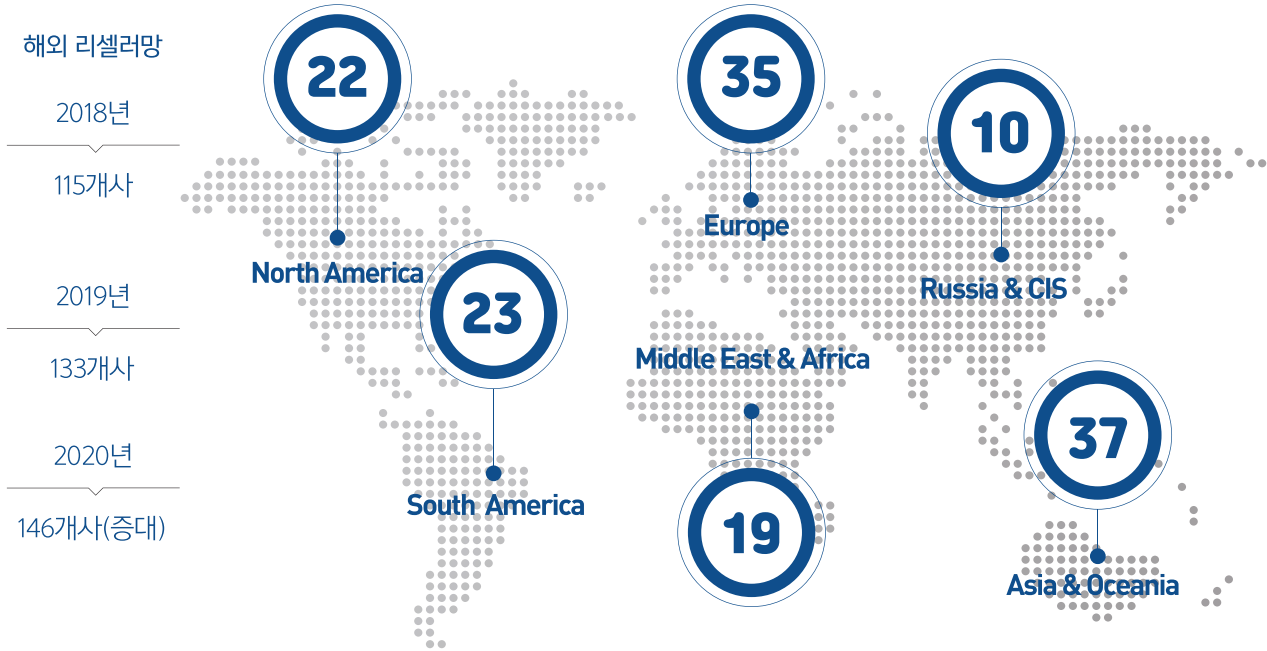 해외 리셀러망
2018년
115개사
2019년
133개사
2020년
146개사(증대)
22
North America
23
South America
35
Europe
Middle East & Africa
19
10
Russia & CIS
37
Asia & Oceania